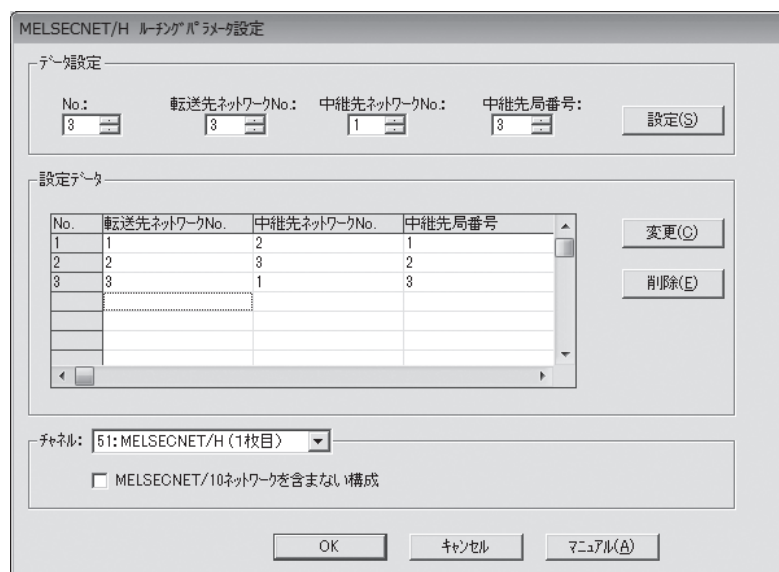 MELSECNET/H ﾙｰﾁﾝｸﾞﾊﾟﾗﾒｰﾀ設定
ﾃﾞｰﾀ設定
No.: 転送先ﾈｯﾄﾜｰｸNo.: 中継先ﾈｯﾄﾜｰｸNo.: 中継先局番号:
3 3 1 3 設定(S)
設定ﾃﾞｰﾀ
No. 転送先ﾈｯﾄﾜｰｸNo. 中継先ﾈｯﾄﾜｰｸNo. 中継先局番号
1 1 2 1
2 2 3 2
3 3 1 3
変更(C)
削除(E)
ﾁｬﾈﾙ: 51:MELSECNET/H(1枚目)
MELSECNET/10ﾈｯﾄﾜｰｸを含まない構成
OK ｷｬﾝｾﾙ ﾏﾆｭｱﾙ(A)